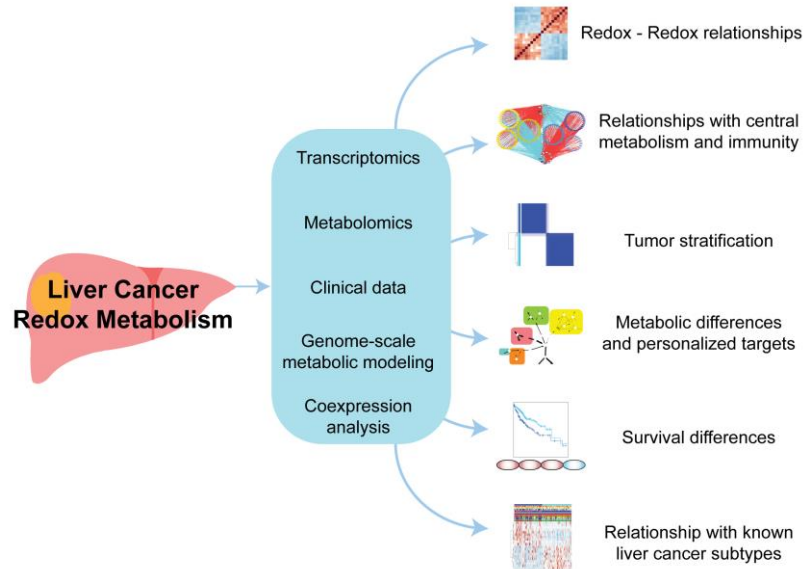 Liver Cancer
Redox Metabolism
Transcriptomics
Metabolomics
Clinical data
Genome-scale
metabolic modeling
Coexpression
analysis
Redox - Redox relationships
Relationships with central
metabolism and immunity
Tumor stratification
Metabolic differences
and personalized targets
Survival differences
Relationship with known
liver cancer subtypes